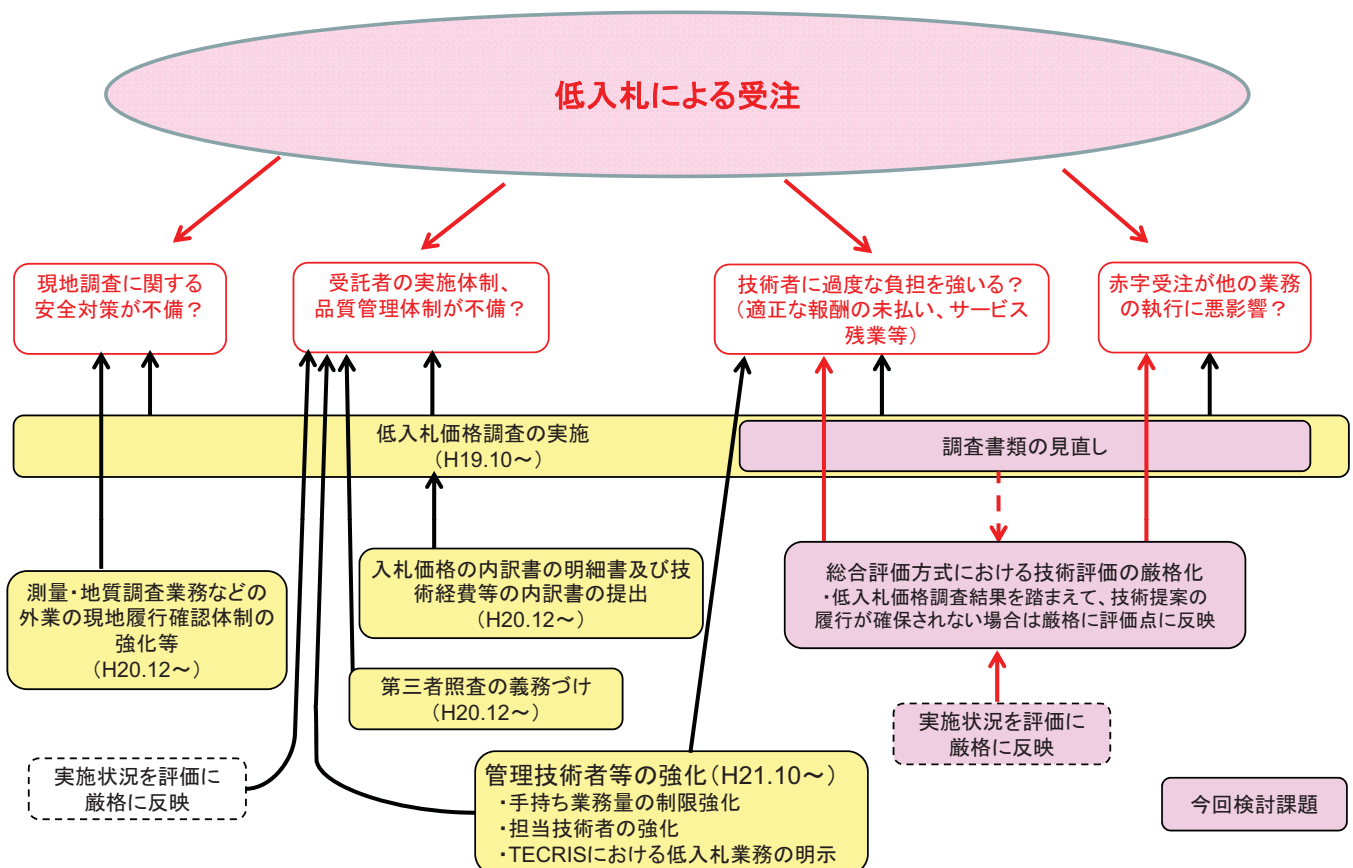 低入札による受注
現地調査に関する
安全対策が不備？
受託者の実施体制、
品質管理体制が不備？
技術者に過度な負担を強いる？
（適正な報酬の未払い、サービス
残業等）
赤字受注が他の業務
の執行に悪影響？
低入札価格調査の実施
（H19.10～）
調査書類の見直し
測量・地質調査業務などの
外業の現地履行確認体制の
強化等
（H20.12～）
入札価格の内訳書の明細書及び技
術経費等の内訳書の提出
（H20.12～）
総合評価方式における技術評価の厳格化
・低入札価格調査結果を踏まえて、技術提案の
履行が確保されない場合は厳格に評価点に反映
第三者照査の義務づけ
（H20.12～）
実施状況を評価に
厳格に反映
実施状況を評価に
厳格に反映
管理技術者等の強化（H21.10～）
・手持ち業務量の制限強化
・担当技術者の強化
・TECRISにおける低入札業務の明示
今回検討課題